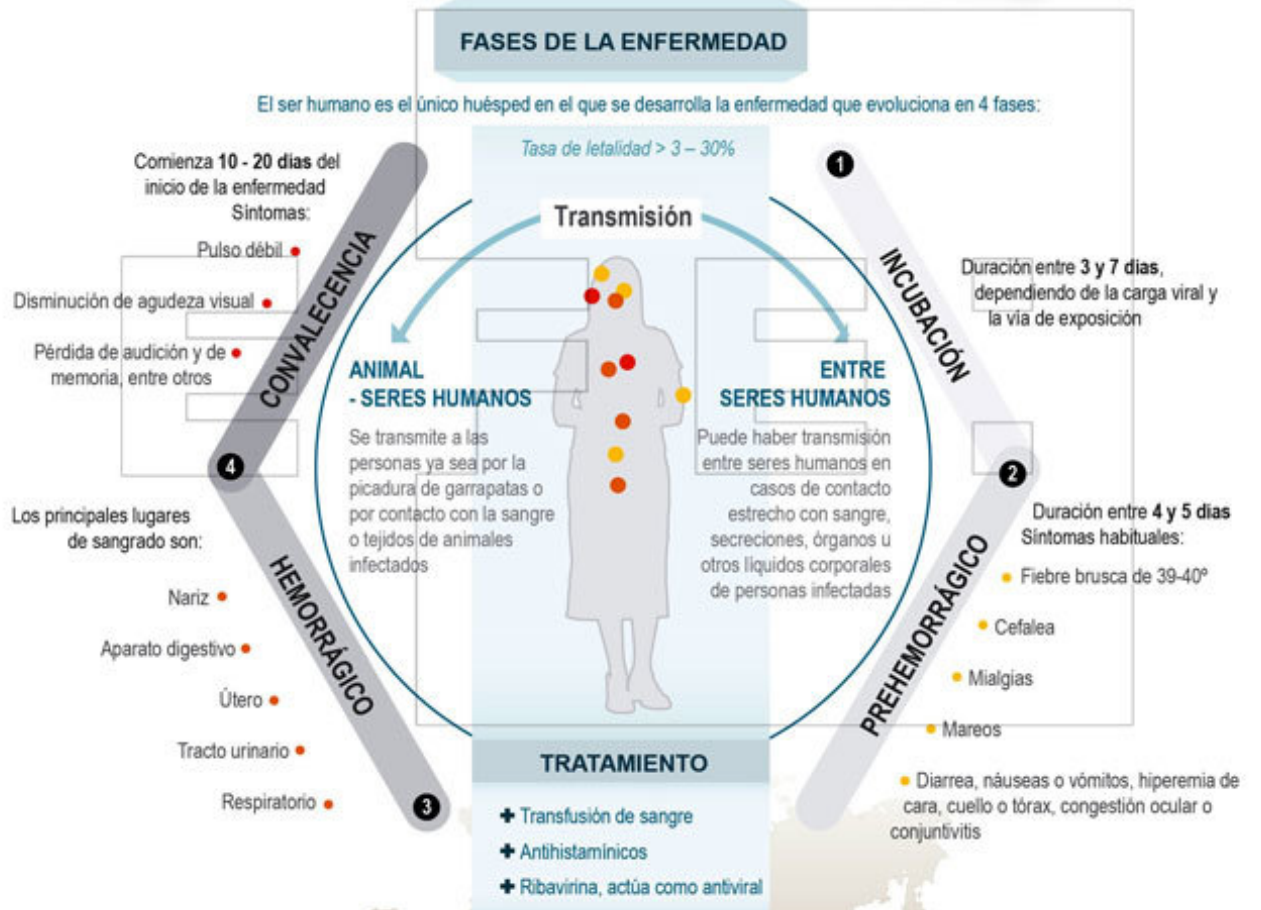 FASES DE LA ENFERMEDAD
El ser humano es el único huésped en el que se desarrolla la enfermedad que evoluciona en 4 fases:
Tasa de letalidad > 3 – 30%
Transmisión
ANIMAL
- SERES HUMANOS
Se transmite a las
personas ya sea por la
picadura de garrapatas o
por contacto con la sangre
o tejidos de animales
infectados
ENTRE
SERES HUMANOS
Puede haber transmisión
entre seres humanos en
casos de contacto
estrecho con sangre,
secreciones, órganos u
otros líquidos corporales
de personas infectadas
1
INCUBACIÓN
Duración entre 3 y 7 días,
dependiendo de la carga viral y
la vía de exposición
2
PREHEMORRÁGICO
Duración entre 4 y 5 días
Síntomas habituales:
Fiebre brusca de 39-40º
Cefalea
Mialgías
Mareos
Diarrea, náuseas o vómitos, hiperemia de
cara, cuello o tórax, congestión ocular o
conjuntivitis
3
HEMORRÁGICO
Los principales lugares
de sangrado son:
Nariz
Aparato digestivo
Útero
Tracto urinario
Respiratorio
4
CONVALECENCIA
Comienza 10 - 20 días del
inicio de la enfermedad
Síntomas:
Pulso débil
Disminución de agudeza visual
Pérdida de audición y de
memoria, entre otros
TRATAMIENTO
+ Transfusión de sangre
+ Antihistamínicos
+ Ribavirina, actúa como antiviral